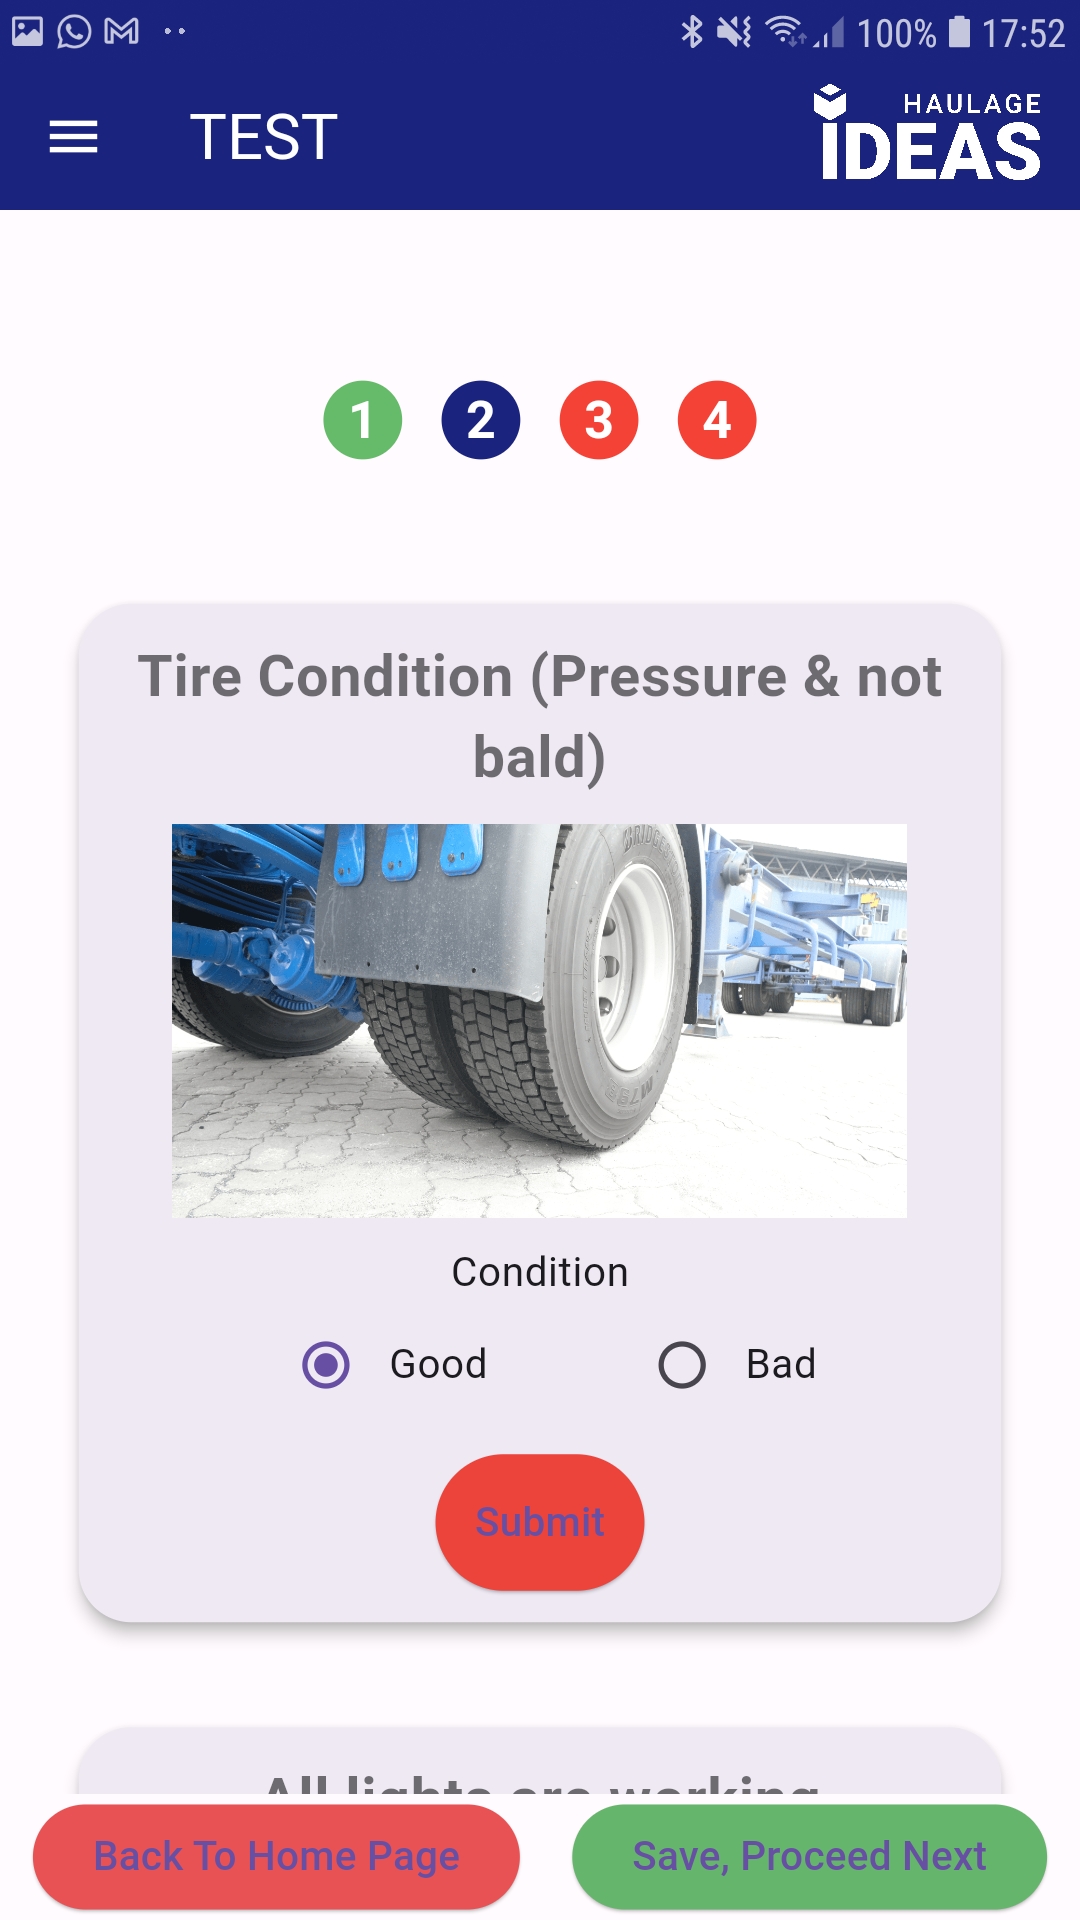 100% 17:52
TEST
HAULAGE
IDEAS
1 2 3 4
Tire Condition (Pressure & not
bald)
Condition
Good Bad
Submit
All lights are working
Back To Home Page Save, Proceed Next